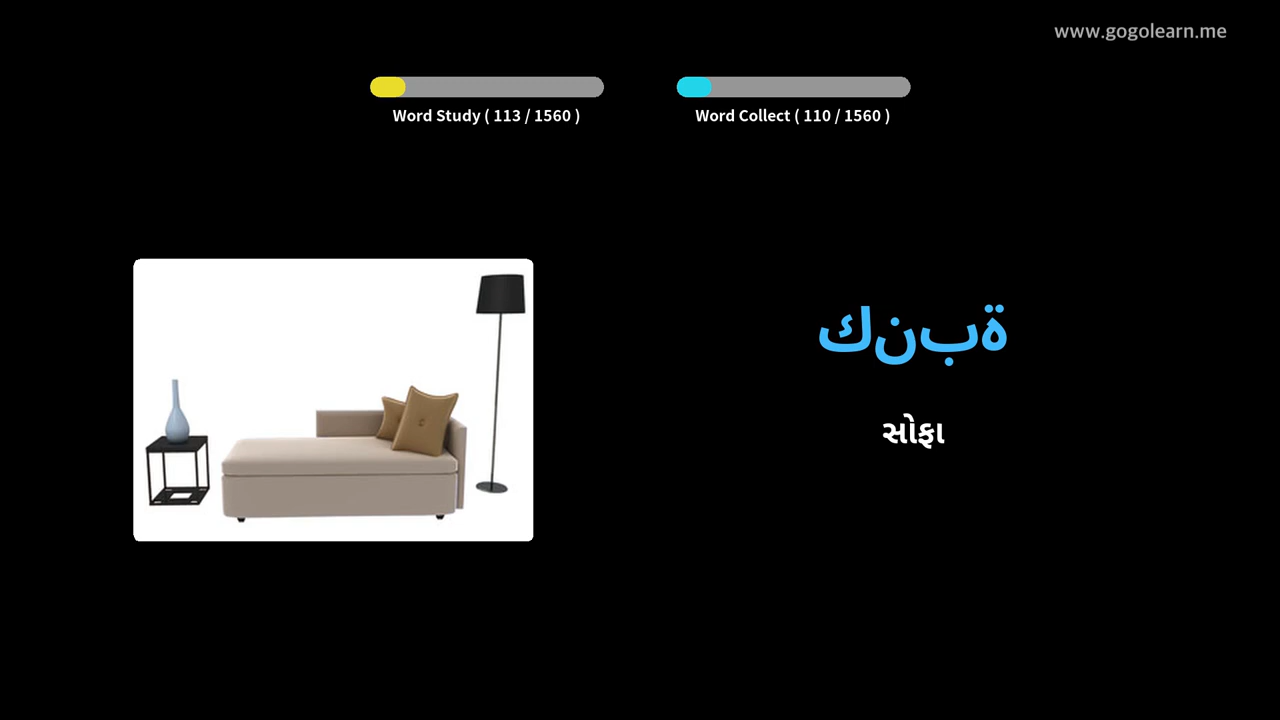 www.gogolearn.me
Word Study ( 113 / 1560 )
Word Collect ( 110 / 1560 )
كنبة
સોફા